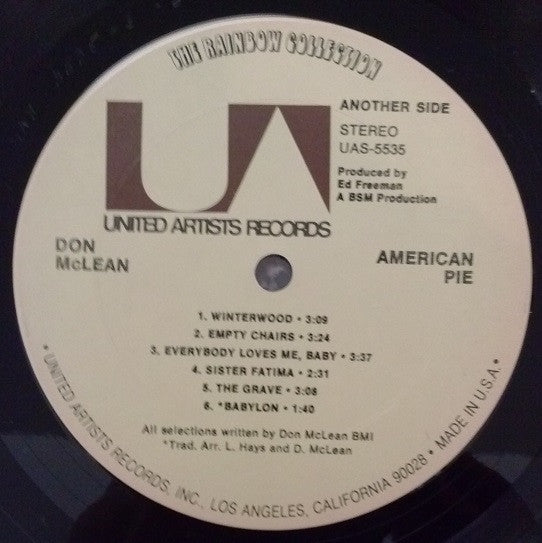 THE RAINBOW COLLECTION
UA
UNITED ARTISTS RECORDS
ANOTHER SIDE
STEREO
UAS-5535
Produced by
Ed Freeman
A BSM Production
DON
McLEAN
AMERICAN
PIE
1. WINTERWOOD • 3:09
2. EMPTY CHAIRS • 3:24
3. EVERYBODY LOVES ME, BABY • 3:37
4. SISTER FATIMA • 2:31
5. THE GRAVE • 3:08
6. *BABYLON • 1:40
All selections written by Don McLean BMI
*Trad. Arr. L. Hays and D. McLean
• UNITED ARTISTS RECORDS, INC., LOS ANGELES, CALIFORNIA 90028 • MADE IN U.S.A. •